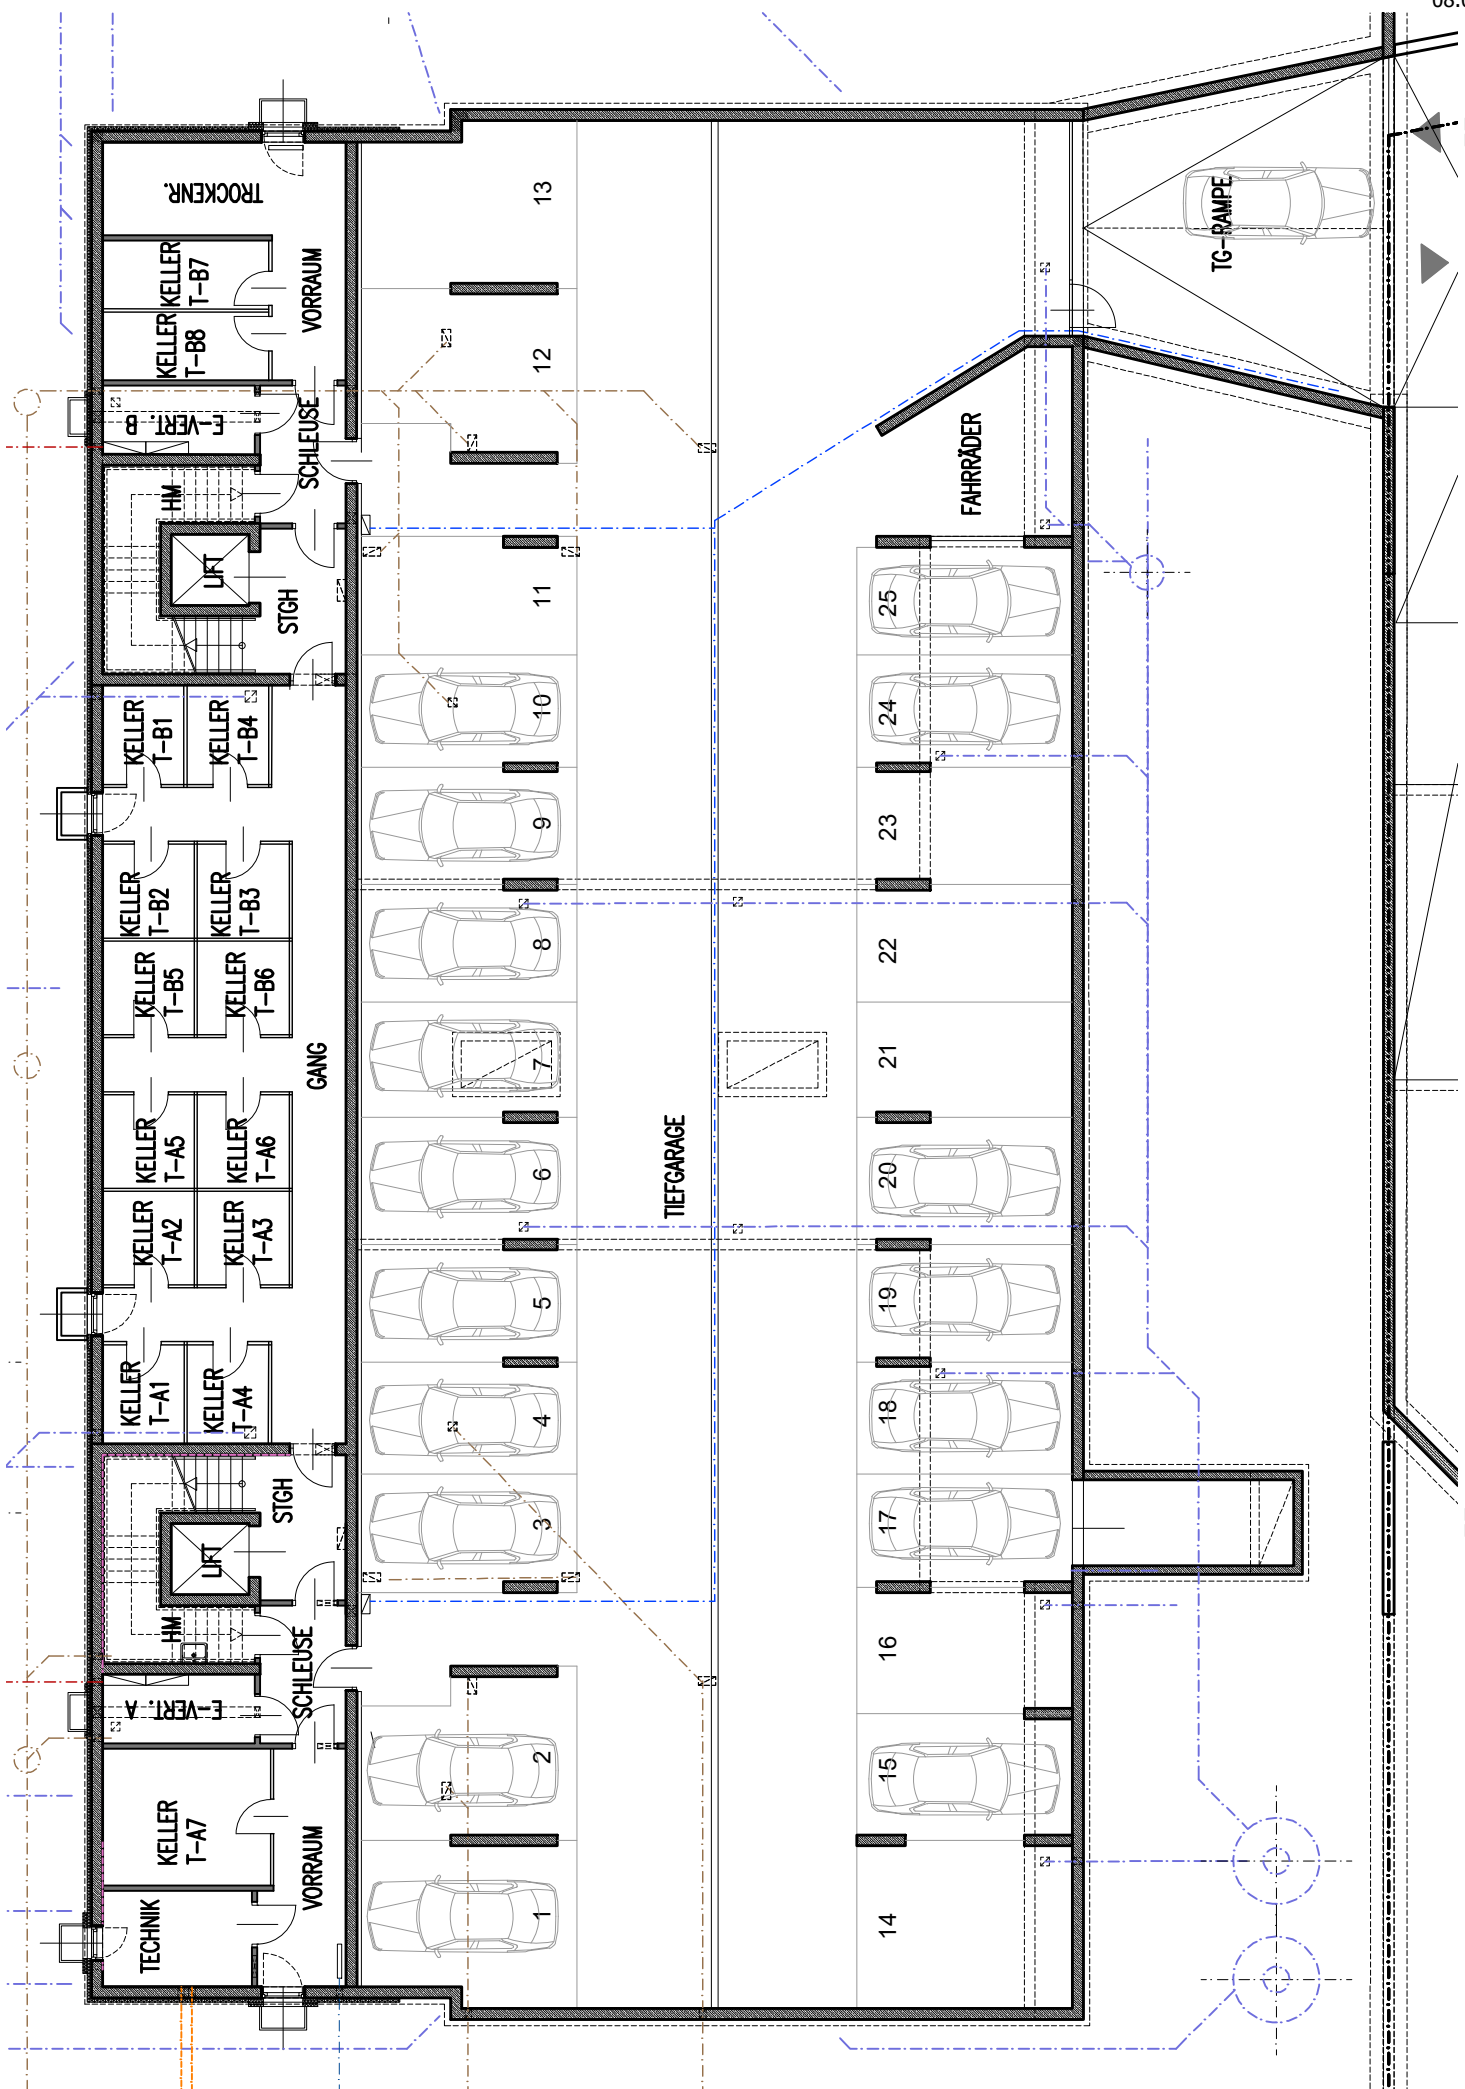 08.0
TROCKENR.
KELLER
T-B7
KELLER
T-B8
VORRAUM
E-VERT. B
SCHLEUSE
HM
LIFT
STGH
KELLER
T-B1
KELLER
T-B4
KELLER
T-B2
KELLER
T-B3
KELLER
T-B5
KELLER
T-B6
GANG
KELLER
T-A5
KELLER
T-A6
KELLER
T-A2
KELLER
T-A3
KELLER
T-A1
KELLER
T-A4
STGH
LIFT
HM
SCHLEUSE
E-VERT. A
KELLER
T-A7
VORRAUM
TECHNIK
13
12
11
10
9
8
7
6
5
4
3
2
1
TIEFGARAGE
FAHRRÄDER
25
24
23
22
21
20
19
18
17
16
15
14
TG-RAMPE